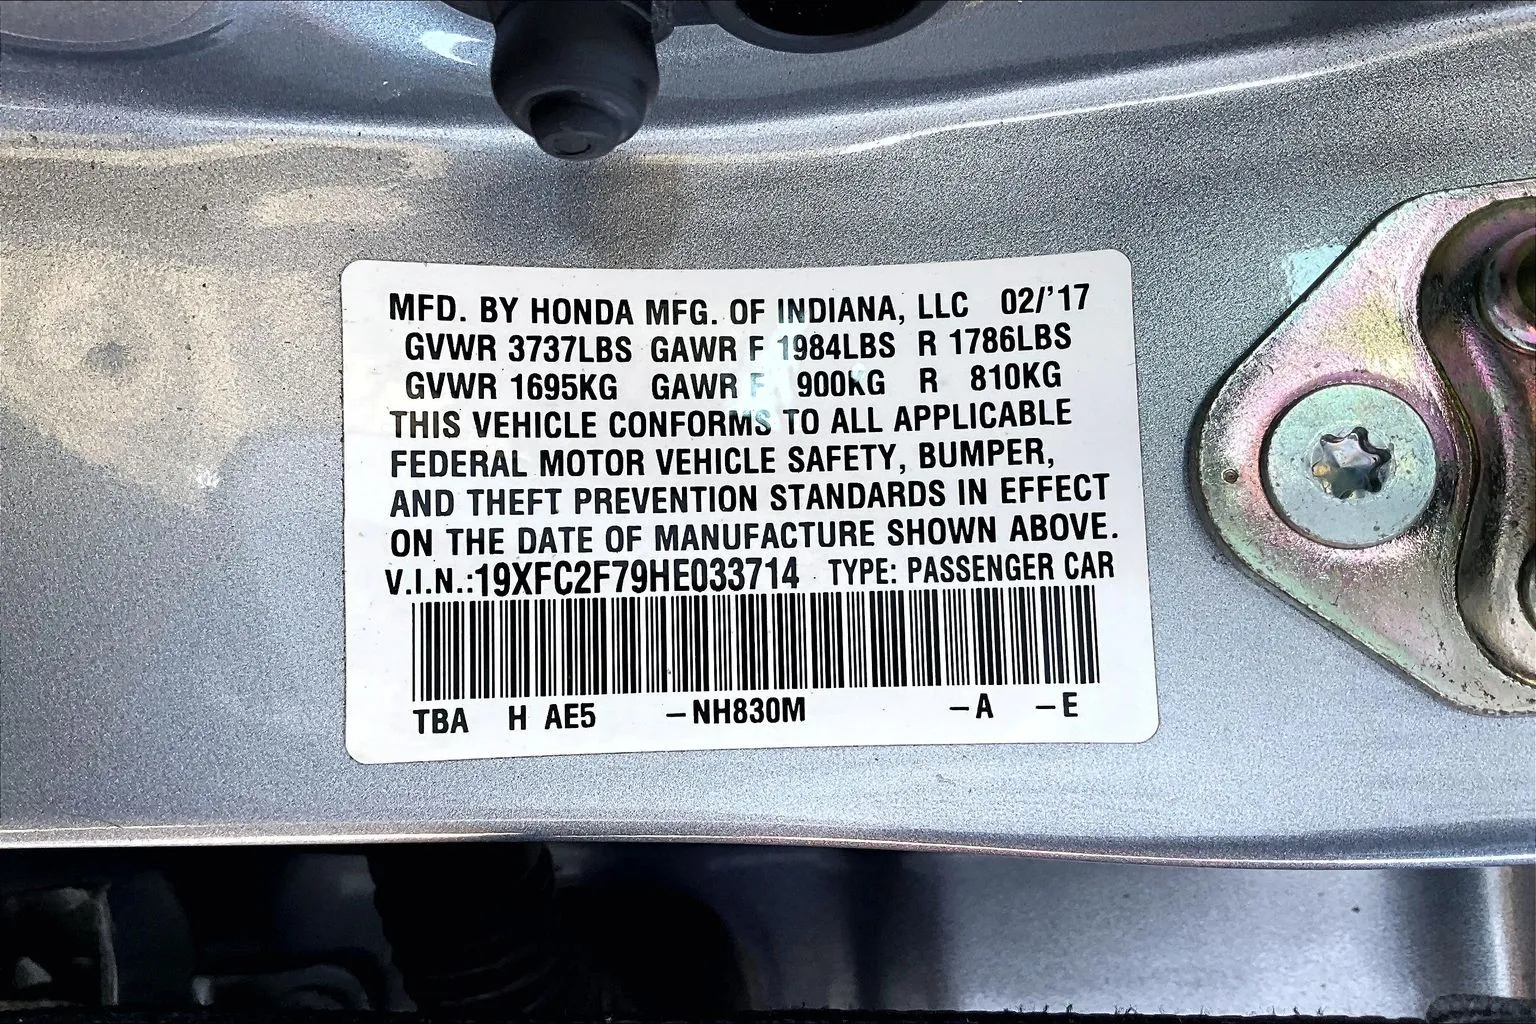 MFD. BY HONDA MFG. OF INDIANA, LLC 02/'17
GVWR 3737LBS GAWR F 1984LBS R 1786LBS
GVWR 1695KG GAWR F 900KG R 810KG
THIS VEHICLE CONFORMS TO ALL APPLICABLE
FEDERAL MOTOR VEHICLE SAFETY, BUMPER,
AND THEFT PREVENTION STANDARDS IN EFFECT
ON THE DATE OF MANUFACTURE SHOWN ABOVE.
V.I.N.:19XFC2F79HE033714 TYPE: PASSENGER CAR
TBA H AE5 –NH830M –A –E